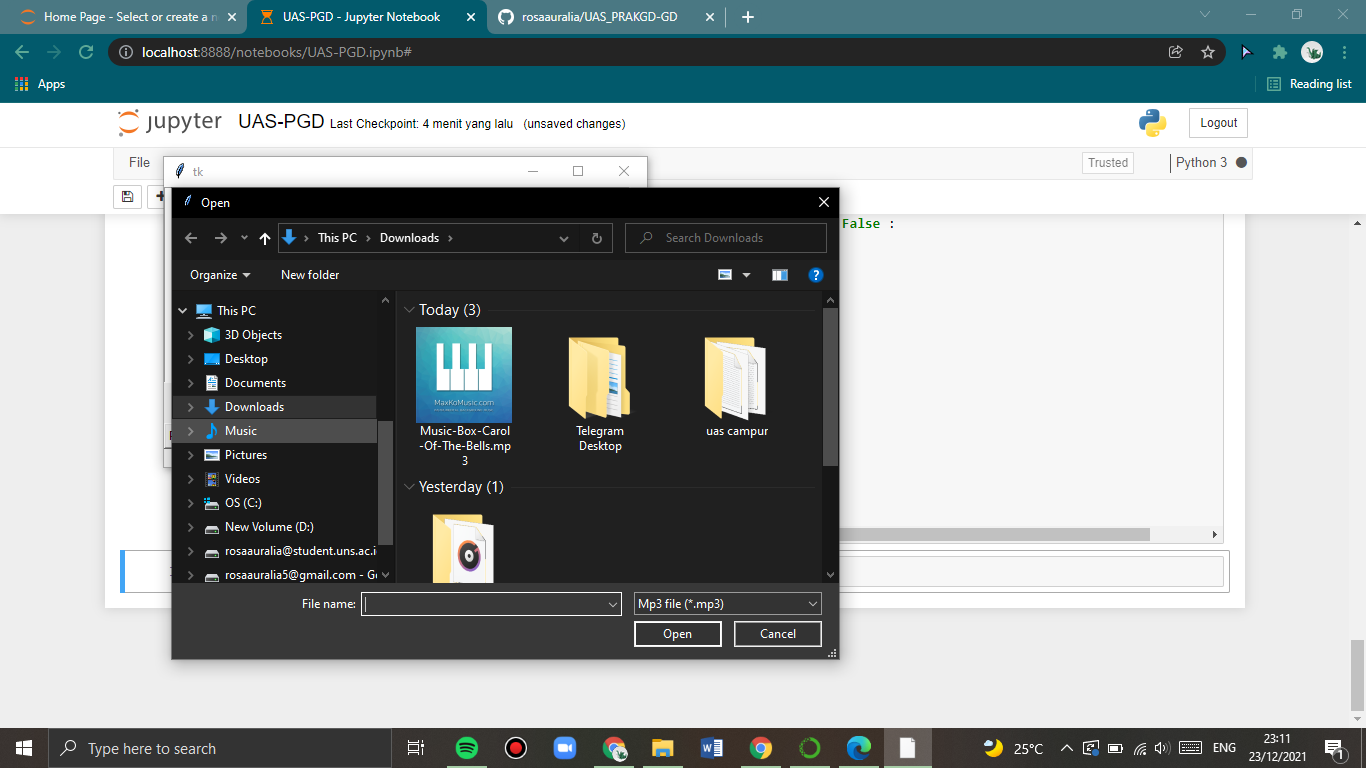 Home Page - Select or create a n
UAS-PGD - Jupyter Notebook
rosaauralia/UAS_PRAKGD-GD
localhost:8888/notebooks/UAS-PGD.ipynb#
Apps
Reading list
jupyter UAS-PGD Last Checkpoint: 4 menit yang lalu (unsaved changes)
Logout
File
Trusted
Python 3
tk
Open
False :
This PC
Downloads
Search Downloads
Organize
New folder
This PC
3D Objects
Desktop
Documents
Downloads
Music
Pictures
Videos
OS (C:)
New Volume (D:)
rosaauralia@student.uns.ac.i
rosaauralia5@gmail.com - G
Today (3)
MaxKoMusic.com
Music-Box-Carol
-Of-The-Bells.mp
3
Telegram
Desktop
uas campur
Yesterday (1)
File name:
Mp3 file (*.mp3)
Open
Cancel
Type here to search
25°C
ENG
23:11
23/12/2021
1